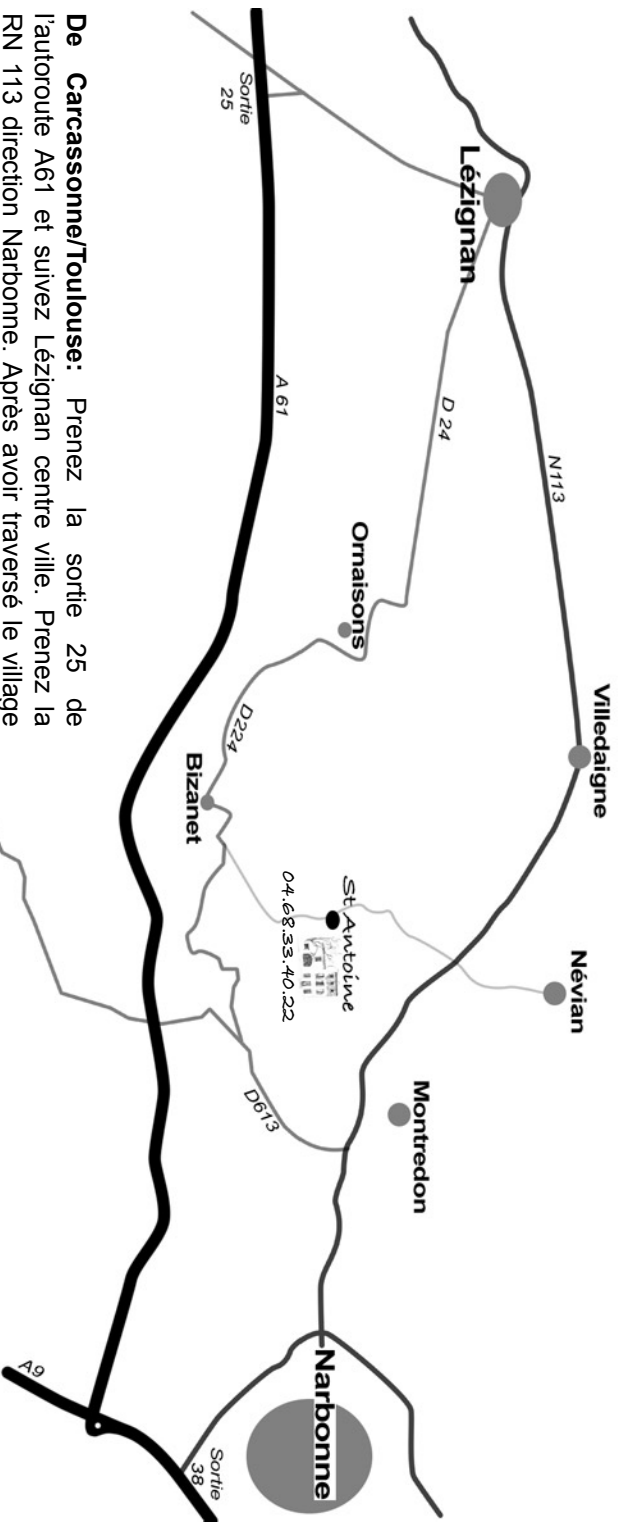 Lézignan
Villedaigne
Névian
N113
D 24
Montredon
Ornaisons
Narbonne
St Antoine
04.68.33.40.22
D224
Bizanet
D613
Sortie
25
A 61
Sortie
38
A9
De Carcassonne/Toulouse: Prenez la sortie 25 de
l'autoroute A61 et suivez Lézignan centre ville. Prenez la
RN 113 direction Narbonne. Après avoir traversé le village